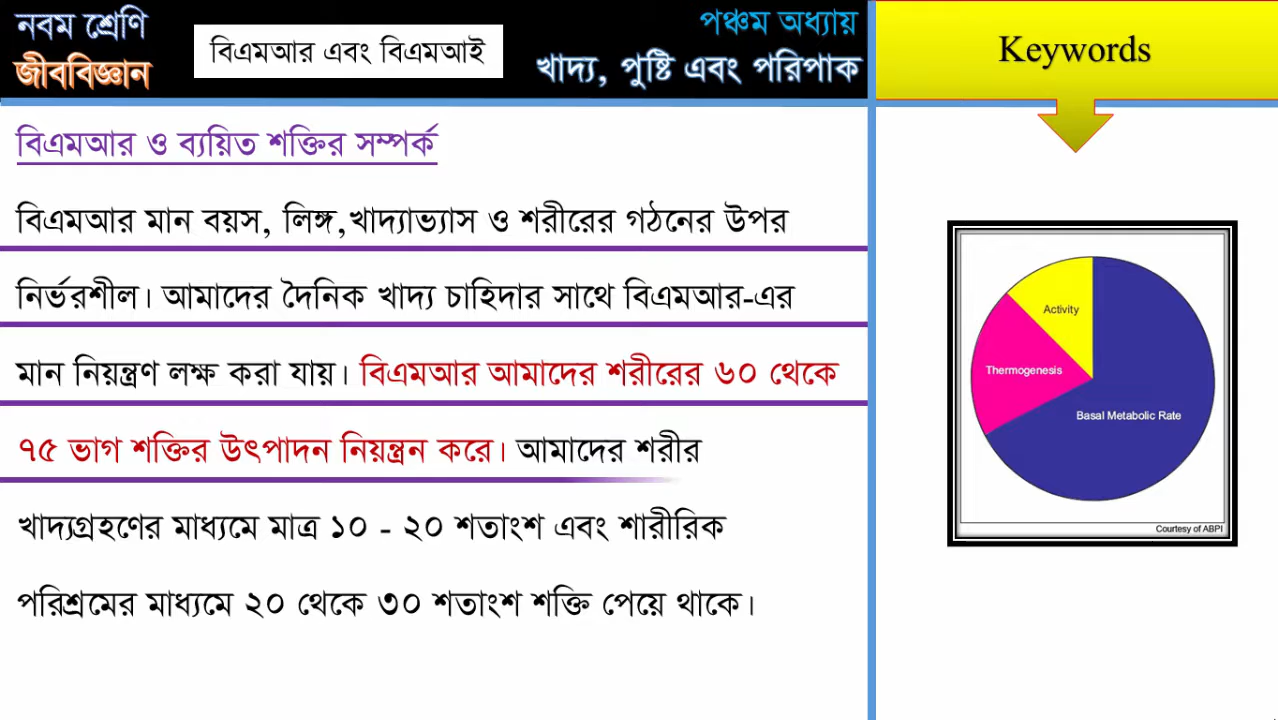 নবম শ্রেণি
জীববিজ্ঞান
বিএমআর এবং বিএমআই
পঞ্চম অধ্যায়
খাদ্য, পুষ্টি এবং পরিপাক
Keywords
বিএমআর ও ব্যয়িত শক্তির সম্পর্ক
বিএমআর মান বয়স, লিঙ্গ,খাদ্যাভ্যাস ও শরীরের গঠনের উপর
নির্ভরশীল। আমাদের দৈনিক খাদ্য চাহিদার সাথে বিএমআর-এর
মান নিয়ন্ত্রণ লক্ষ করা যায়। বিএমআর আমাদের শরীরের ৬০ থেকে
৭৫ ভাগ শক্তির উৎপাদন নিয়ন্ত্রন করে। আমাদের শরীর
খাদ্যগ্রহণের মাধ্যমে মাত্র ১০ - ২০ শতাংশ এবং শারীরিক
পরিশ্রমের মাধ্যমে ২০ থেকে ৩০ শতাংশ শক্তি পেয়ে থাকে।
Activity
Thermogenesis
Basal Metabolic Rate
Courtesy of ABPI